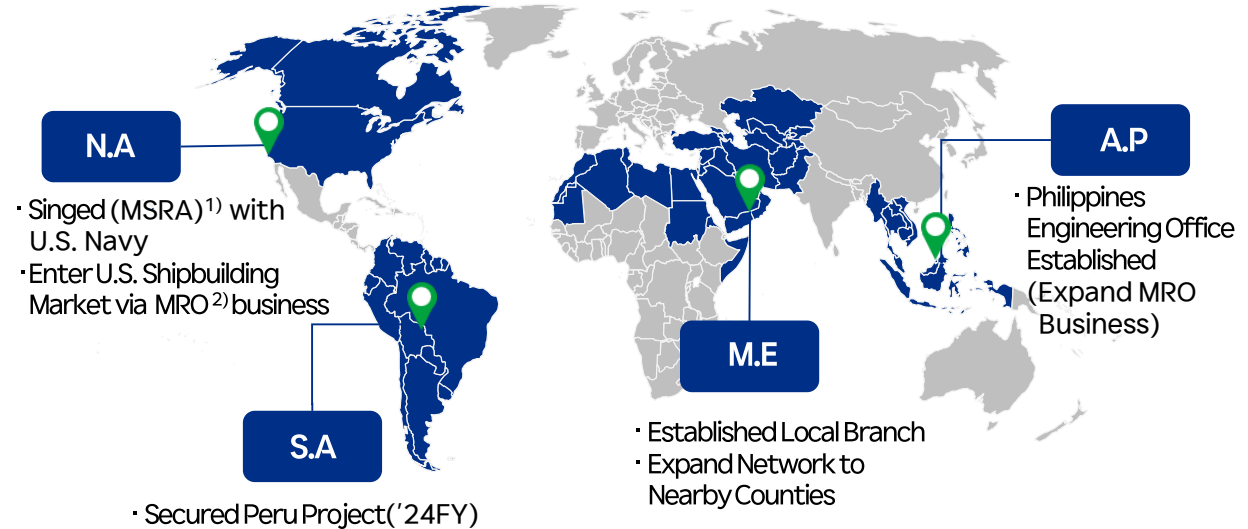 N.A
· Singed (MSRA)1) with
U.S. Navy
· Enter U.S. Shipbuilding
Market via MRO 2) business
S.A
· Secured Peru Project('24FY)
M.E
· Established Local Branch
· Expand Network to
Nearby Counties
A.P
· Philippines
Engineering Office
Established
(Expand MRO
Business)